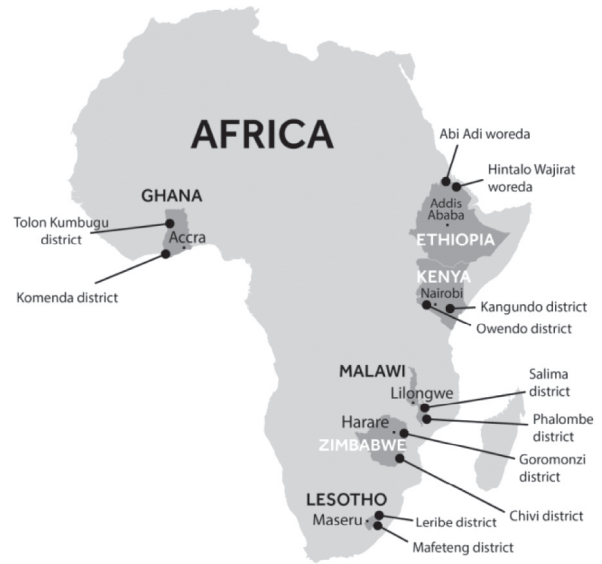 AFRICA
Abi Adi woreda
Hintalo Wajirat
woreda
Addis
Ababa
ETHIOPIA
GHANA
Tolon Kumbugu
district
Accra
Komenda district
KENYA
Nairobi
Kangundo district
Owendo district
MALAWI
Lilongwe
Salima
district
Phalombe
district
Harare
ZIMBABWE
Goromonzi
district
Chivi district
LESOTHO
Maseru
Leribe district
Mafeteng district